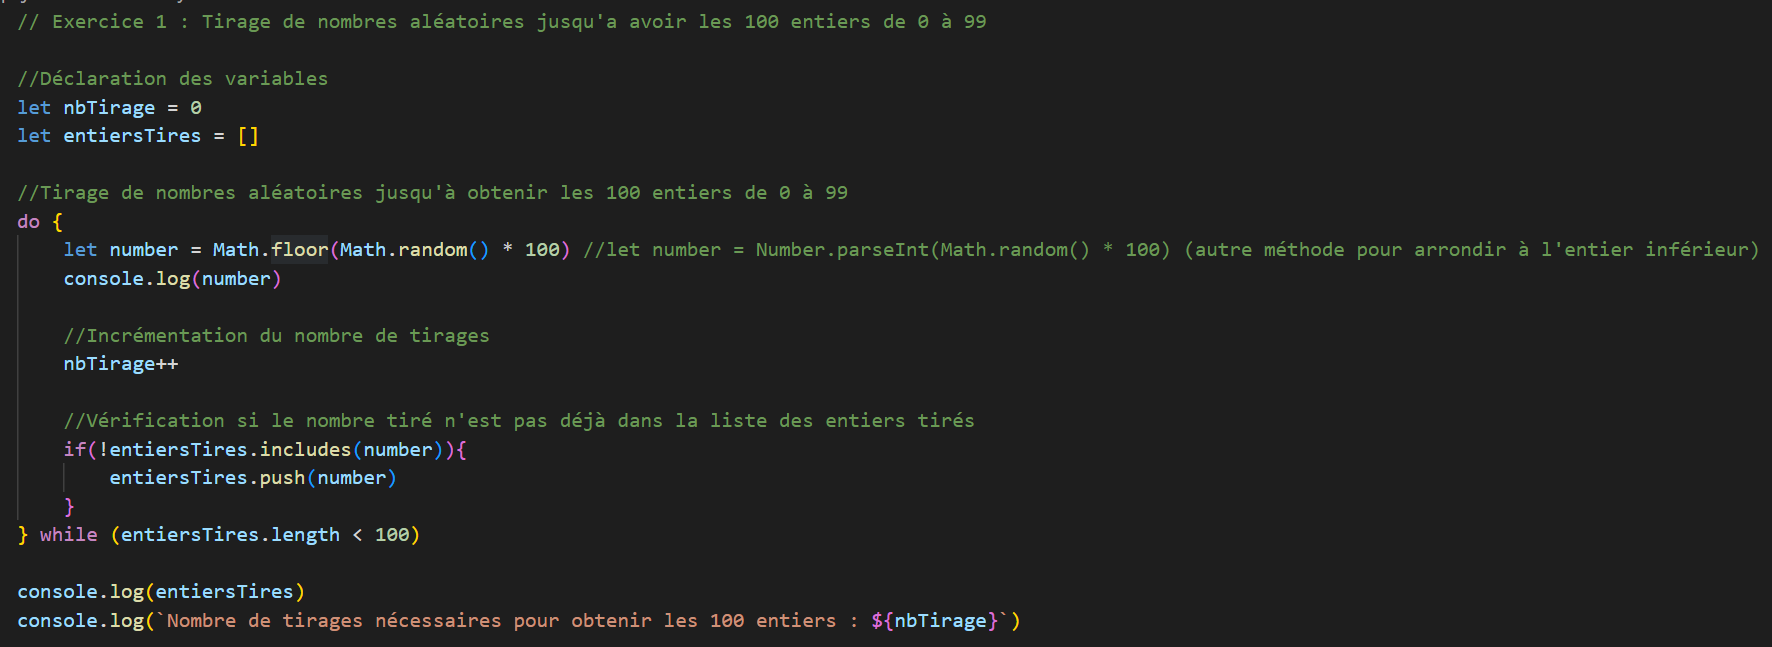 // Exercice 1 : Tirage de nombres aléatoires jusqu'a avoir les 100 entiers de 0 à 99
//Déclaration des variables
let nbTirage = 0
let entiersTires = []
//Tirage de nombres aléatoires jusqu'à obtenir les 100 entiers de 0 à 99
do {
let number = Math.floor(Math.random() * 100) //let number = Number.parseInt(Math.random() * 100) (autre méthode pour arrondir à l'entier inférieur)
console.log(number)
//Incrémentation du nombre de tirages
nbTirage++
//Vérification si le nombre tiré n'est pas déjà dans la liste des entiers tirés
if(!entiersTires.includes(number)){
entiersTires.push(number)
}
} while (entiersTires.length < 100)
console.log(entiersTires)
console.log(`Nombre de tirages nécessaires pour obtenir les 100 entiers : ${nbTirage}`)